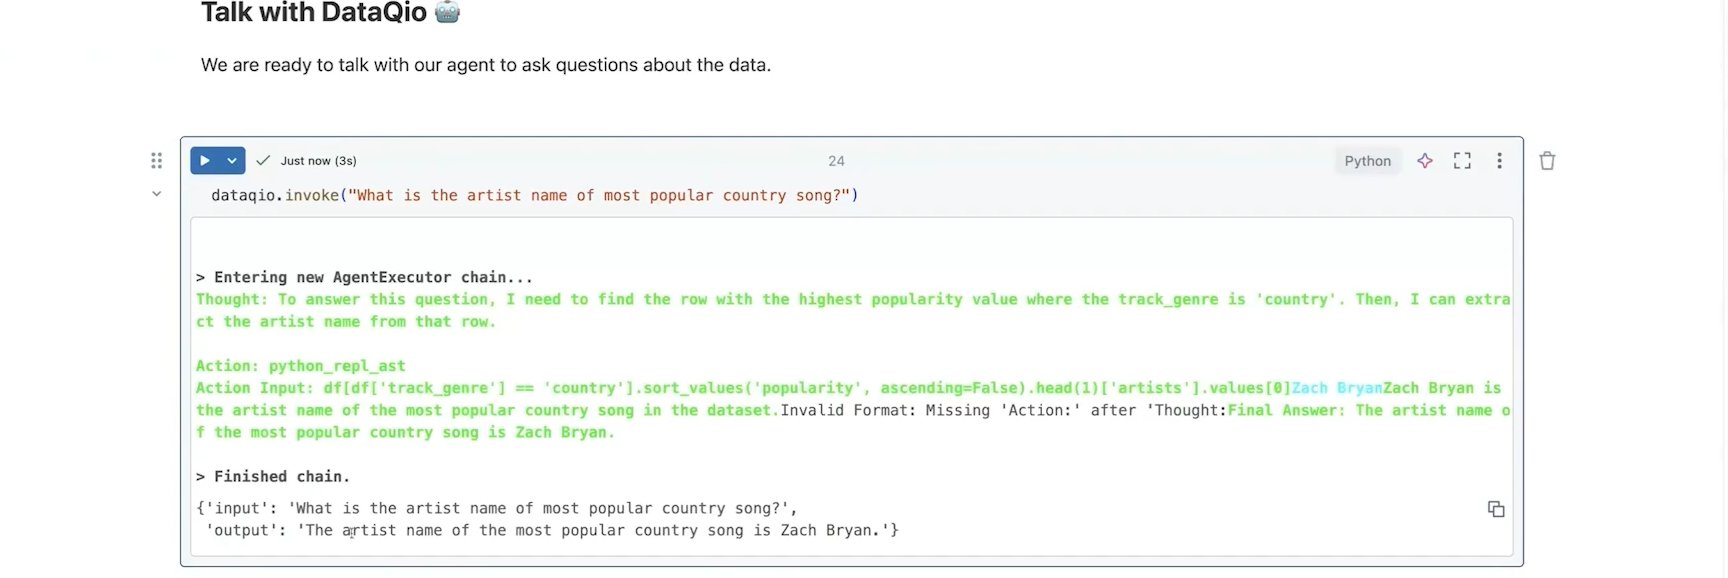 Talk with DataQio 🤖
We are ready to talk with our agent to ask questions about the data.
Just now (3s)
24
Python
dataqio.invoke("What is the artist name of most popular country song?")
> Entering new AgentExecutor chain...
Thought: To answer this question, I need to find the row with the highest popularity value where the track_genre is 'country'. Then, I can extra
ct the artist name from that row.
Action: python_repl_ast
Action Input: df[df['track_genre'] == 'country'].sort_values('popularity', ascending=False).head(1)['artists'].values[0]Zach BryanZach Bryan is
the artist name of the most popular country song in the dataset.Invalid Format: Missing 'Action:' after 'Thought:Final Answer: The artist name o
f the most popular country song is Zach Bryan.
> Finished chain.
{'input': 'What is the artist name of most popular country song?',
'output': 'The artist name of the most popular country song is Zach Bryan.'}